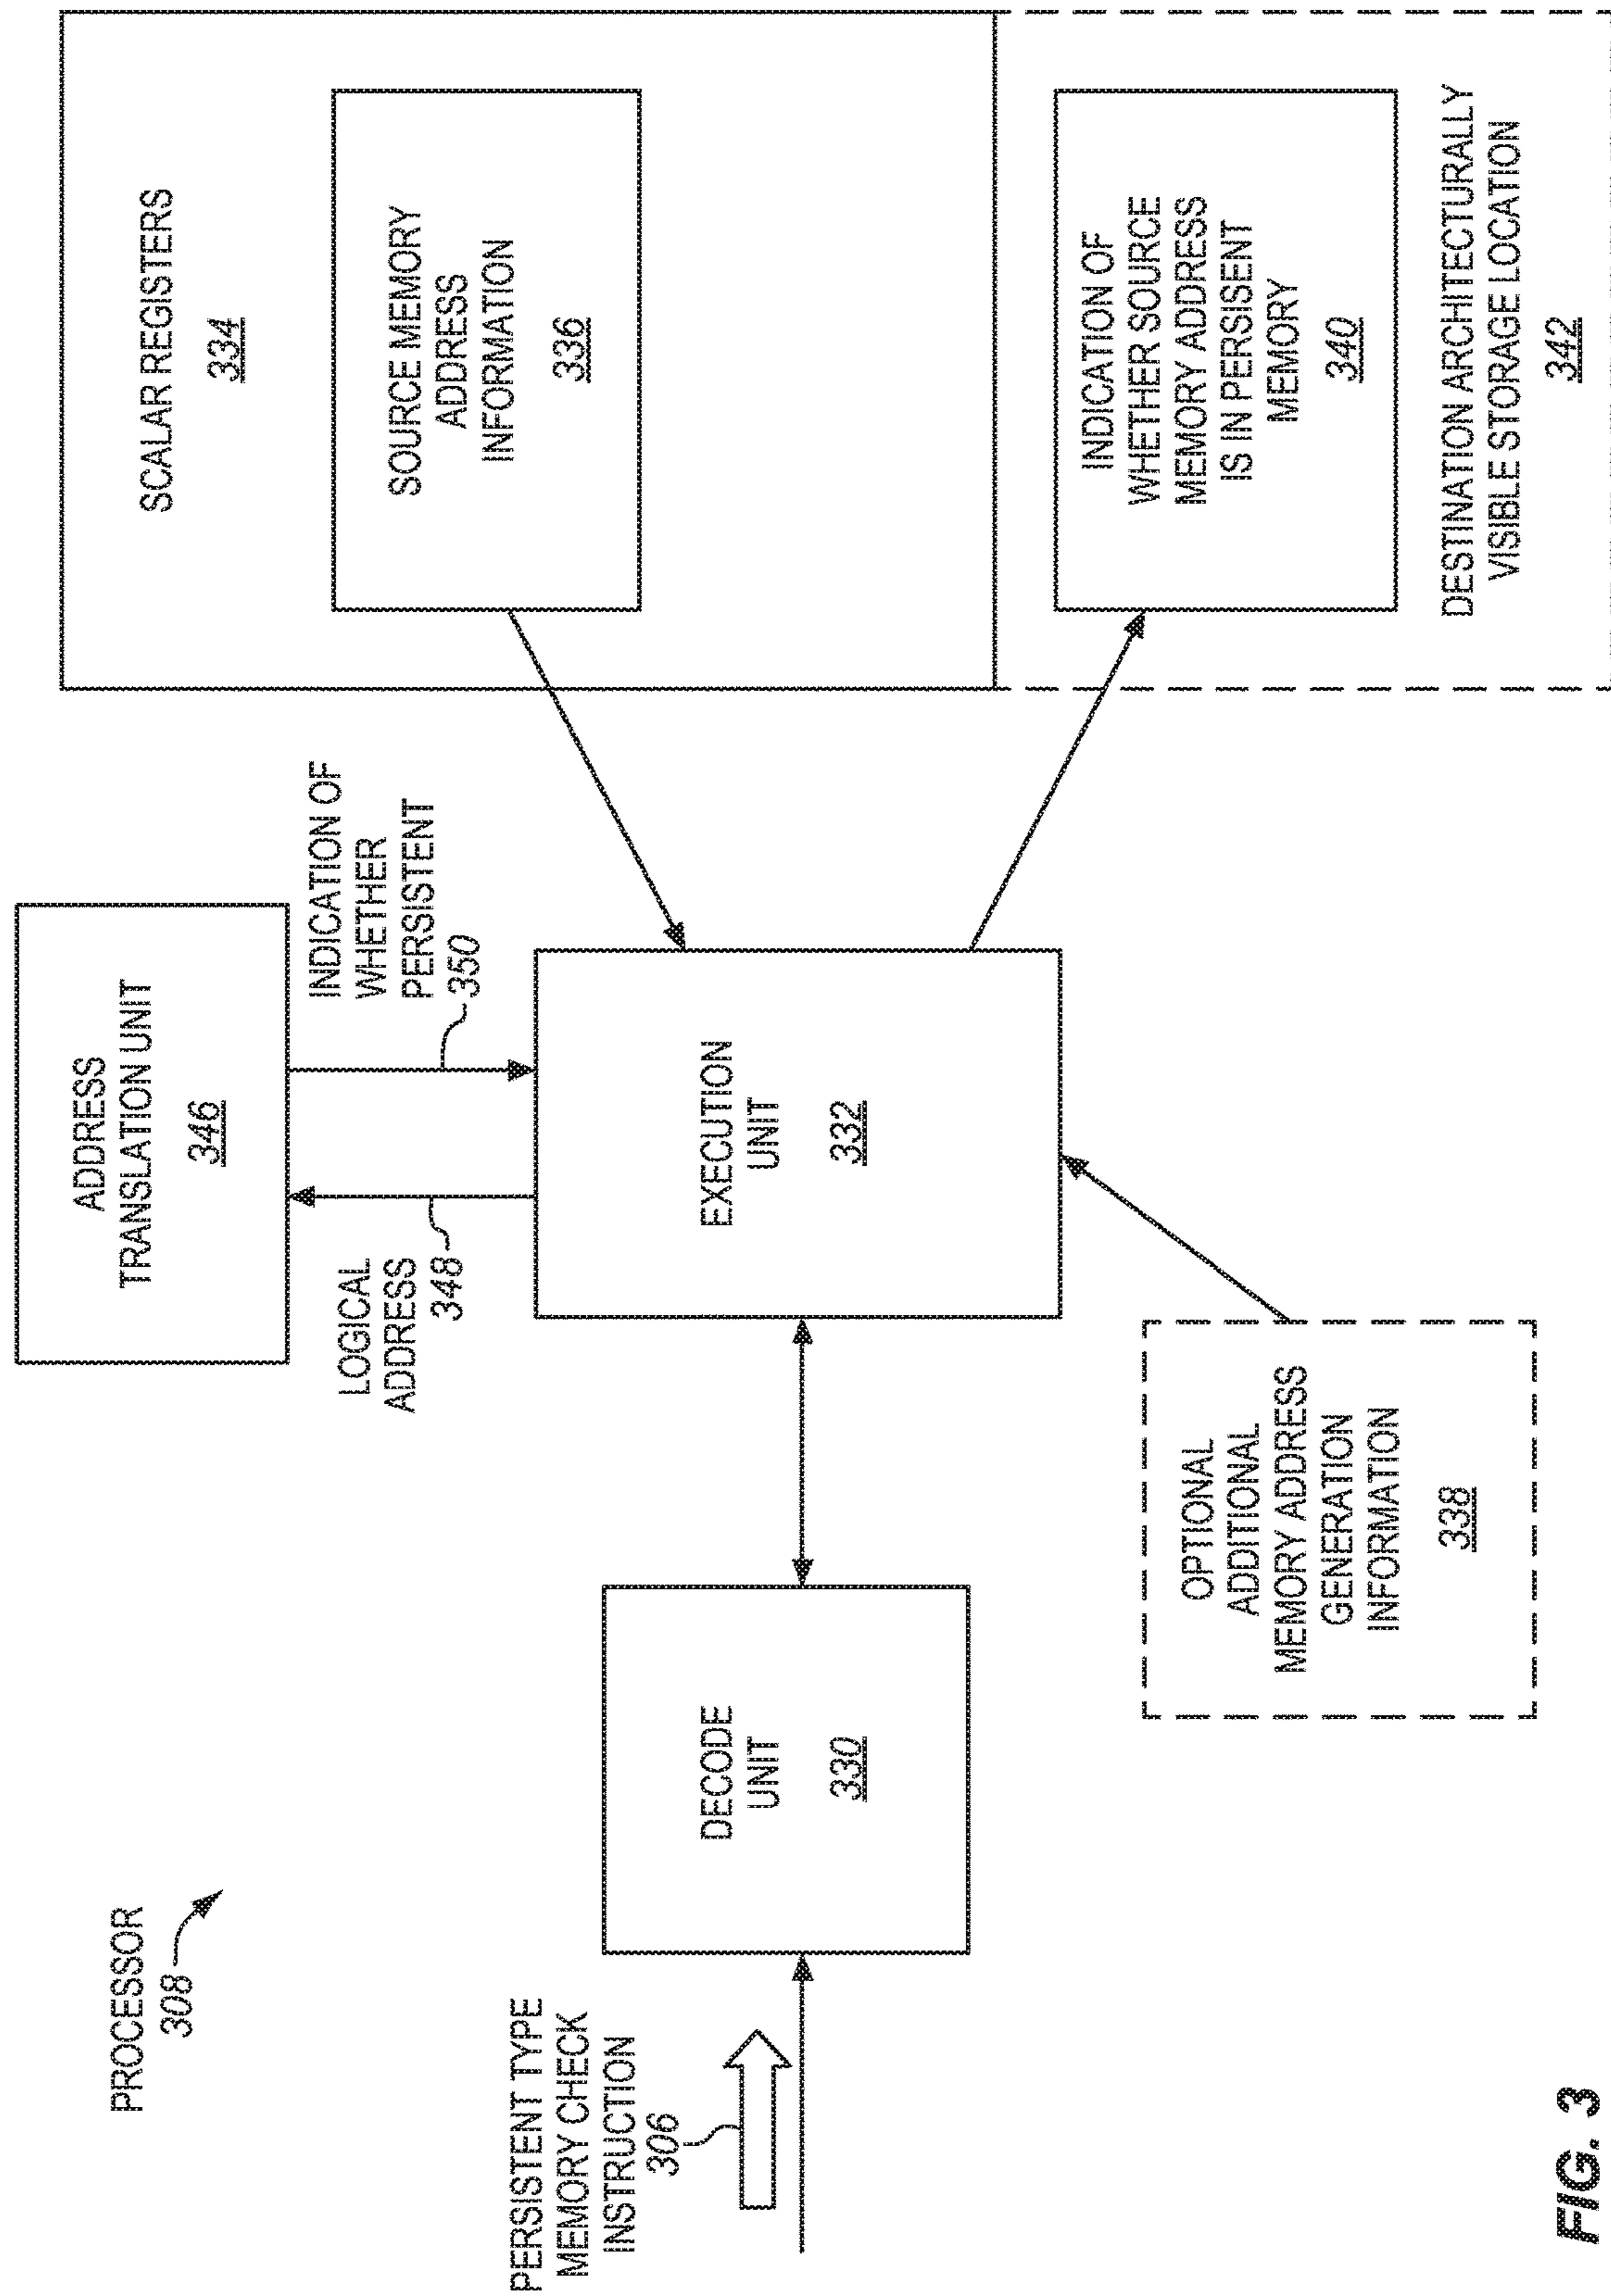 PROCESSOR
308
PERSISTENT TYPE
MEMORY CHECK
INSTRUCTION
306
DECODE
UNIT
330
ADDRESS
TRANSLATION UNIT
346
LOGICAL
ADDRESS
348
INDICATION OF
WHETHER
PERSISTENT
350
EXECUTION
UNIT
332
OPTIONAL
ADDITIONAL
MEMORY ADDRESS
GENERATION
INFORMATION
338
SCALAR REGISTERS
334
SOURCE MEMORY
ADDRESS
INFORMATION
336
INDICATION OF
WHETHER SOURCE
MEMORY ADDRESS
IS IN PERSISENT
MEMORY
340
DESTINATION ARCHITECTURALLY
VISIBLE STORAGE LOCATION
342
FIG. 3